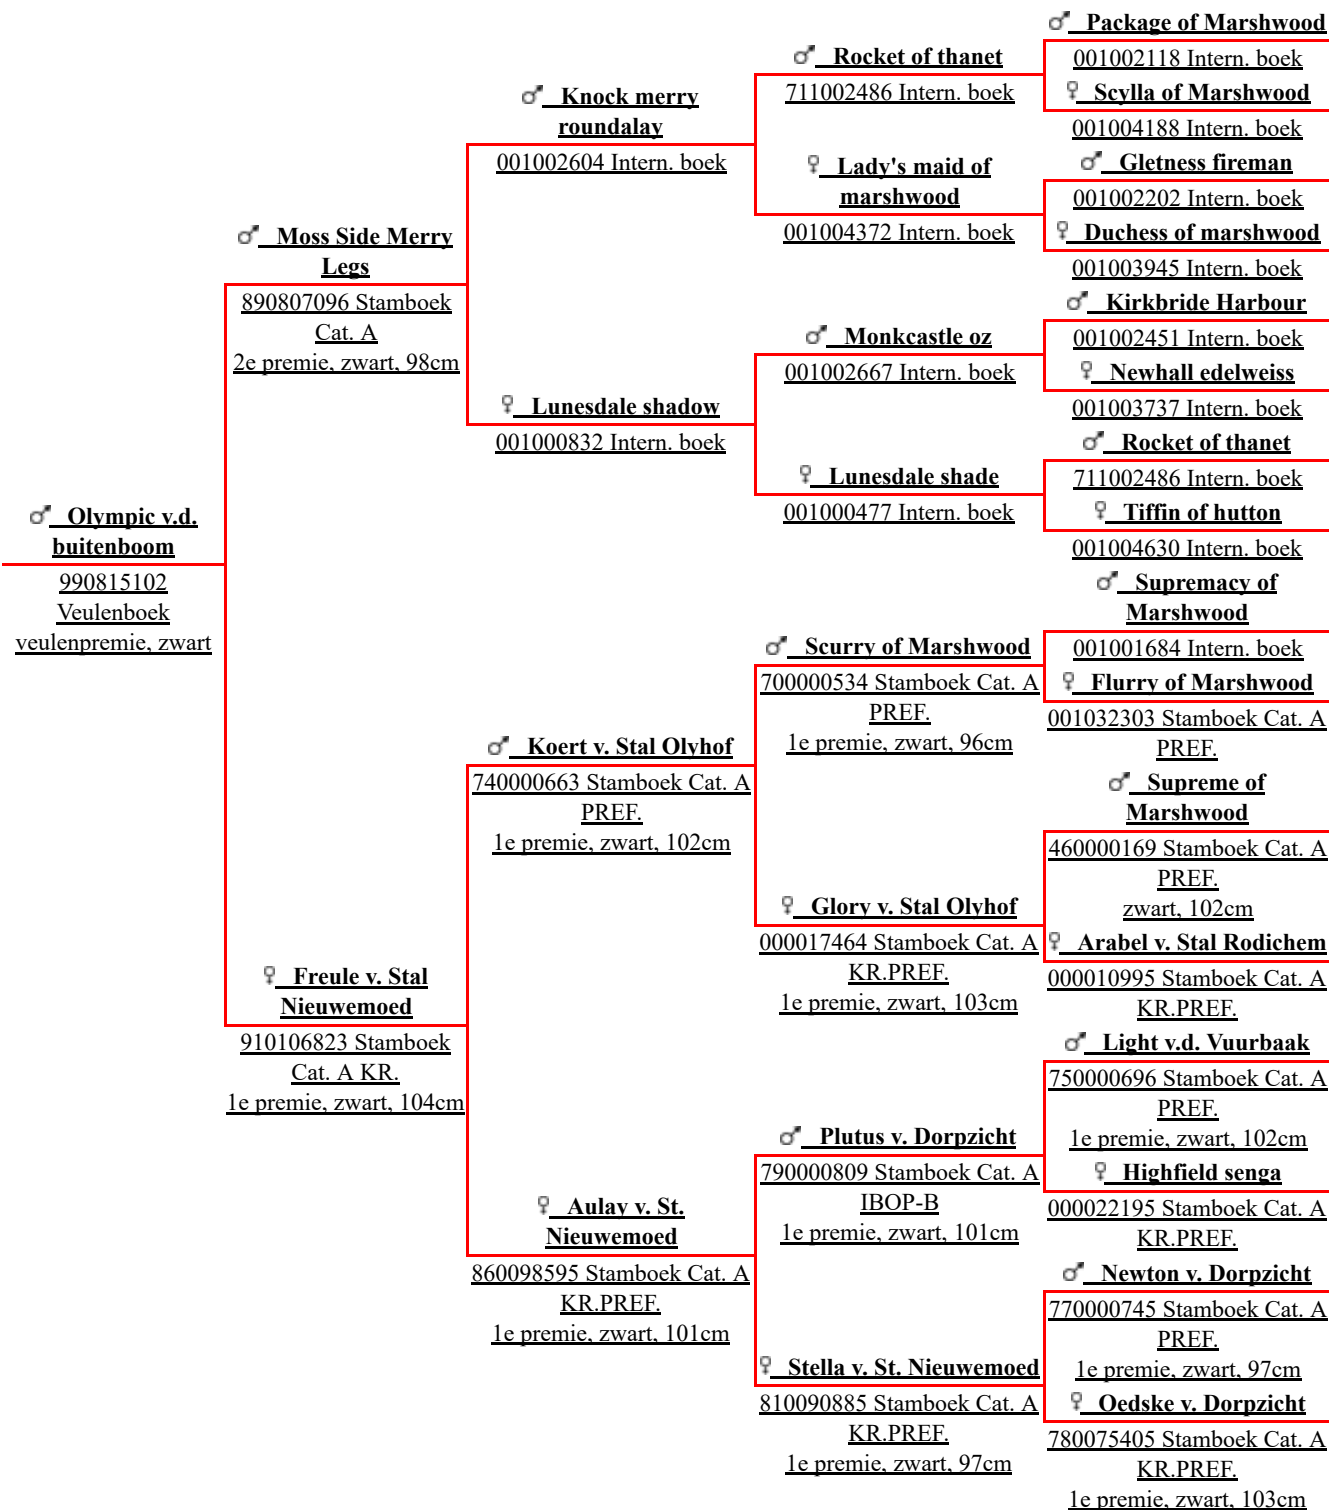 Olympic v.d.
buitenboom
990815102
Veulenboek
veulenpremie, zwart
Moss Side Merry
Legs
890807096 Stamboek
Cat. A
2e premie, zwart, 98cm
Freule v. Stal
Nieuwemoed
910106823 Stamboek
Cat. A KR.
1e premie, zwart, 104cm
Knock merry
roundalay
001002604 Intern. boek
Lunesdale shadow
001000832 Intern. boek
Koert v. Stal Olyhof
740000663 Stamboek Cat. A
PREF.
1e premie, zwart, 102cm
Aulay v. St.
Nieuwemoed
860098595 Stamboek Cat. A
KR.PREF.
1e premie, zwart, 101cm
Rocket of thanet
711002486 Intern. boek
Lady's maid of
marshwood
001004372 Intern. boek
Monkcastle oz
001002667 Intern. boek
Lunesdale shade
001000477 Intern. boek
Scurry of Marshwood
700000534 Stamboek Cat. A
PREF.
1e premie, zwart, 96cm
Glory v. Stal Olyhof
000017464 Stamboek Cat. A
KR.PREF.
1e premie, zwart, 103cm
Plutus v. Dorpzicht
790000809 Stamboek Cat. A
IBOP-B
1e premie, zwart, 101cm
Stella v. St. Nieuwemoed
810090885 Stamboek Cat. A
KR.PREF.
1e premie, zwart, 97cm
Package of Marshwood
001002118 Intern. boek
Scylla of Marshwood
001004188 Intern. boek
Gletness fireman
001002202 Intern. boek
Duchess of marshwood
001003945 Intern. boek
Kirkbride Harbour
001002451 Intern. boek
Newhall edelweiss
001003737 Intern. boek
Rocket of thanet
711002486 Intern. boek
Tiffin of hutton
001004630 Intern. boek
Supremacy of
Marshwood
001001684 Intern. boek
Flurry of Marshwood
001032303 Stamboek Cat. A
PREF.
Supreme of
Marshwood
460000169 Stamboek Cat. A
PREF.
zwart, 102cm
Arabel v. Stal Rodichem
000010995 Stamboek Cat. A
KR.PREF.
Light v.d. Vuurbaak
750000696 Stamboek Cat. A
PREF.
1e premie, zwart, 102cm
Highfield senga
000022195 Stamboek Cat. A
KR.PREF.
Newton v. Dorpzicht
770000745 Stamboek Cat. A
PREF.
1e premie, zwart, 97cm
Oedske v. Dorpzicht
780075405 Stamboek Cat. A
KR.PREF.
1e premie, zwart, 103cm